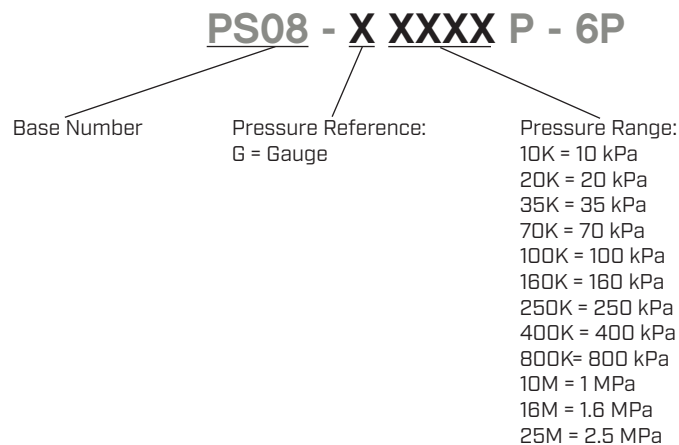 PS08 - X XXXX P - 6P
Base Number
Pressure Reference:
G = Gauge
Pressure Range:
10K = 10 kPa
20K = 20 kPa
35K = 35 kPa
70K = 70 kPa
100K = 100 kPa
160K = 160 kPa
250K = 250 kPa
400K = 400 kPa
800K= 800 kPa
10M = 1 MPa
16M = 1.6 MPa
25M = 2.5 MPa